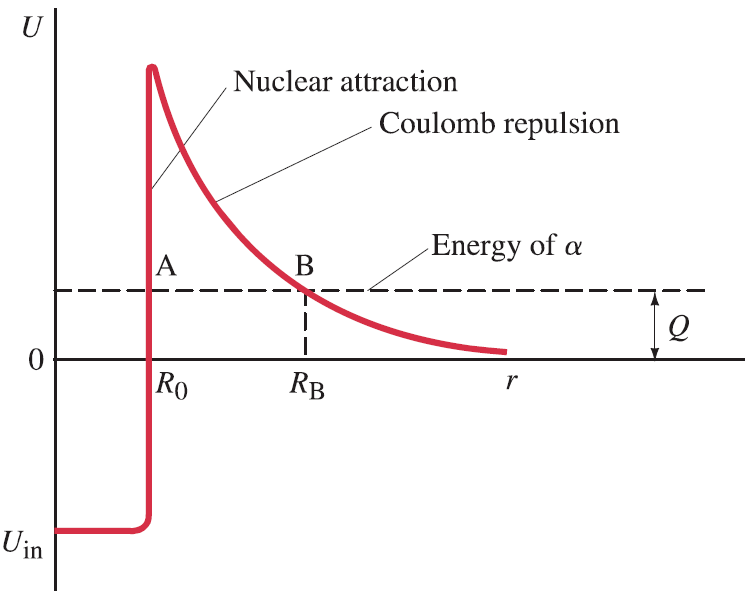 U
Nuclear attraction
Coulomb repulsion
Energy of α
A
B
Q
0
R0
RB
r
Uin